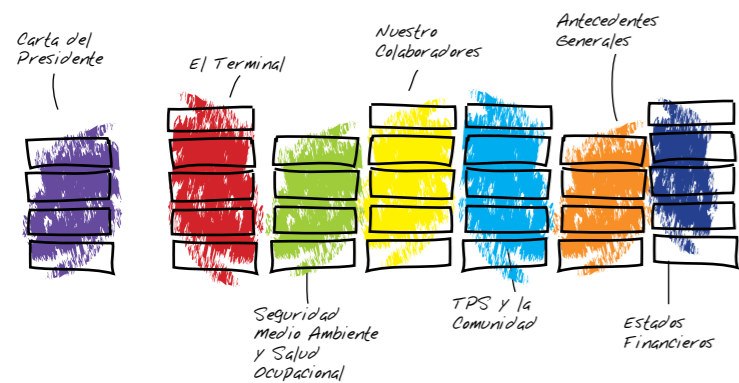 Carta del
Presidente
El Terminal
Nuestro
Colaboradores
Antecedentes
Generales
Seguridad
Medio Ambiente
y Salud
Ocupacional
TPS y la
Comunidad
Estados
Financieros